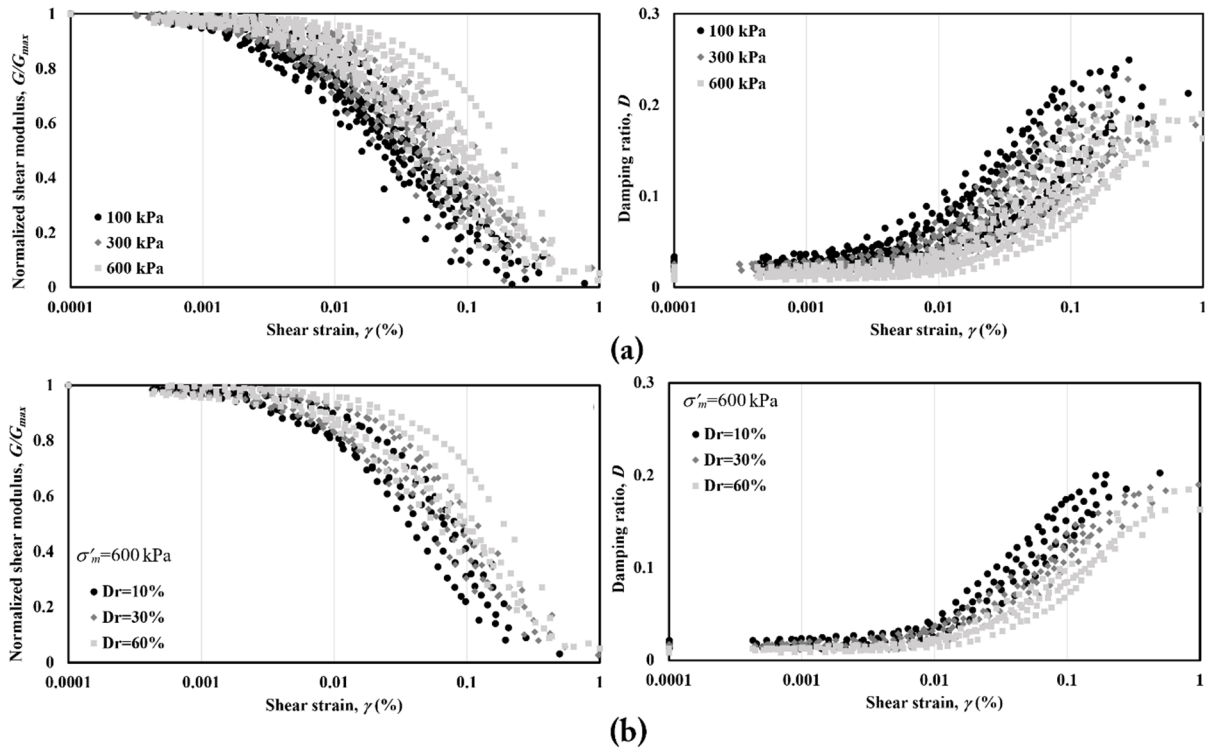 Normalized shear modulus, G/Gmax
1
0.8
0.6
0.4
0.2
0
100 kPa
300 kPa
600 kPa
0.0001 0.001 0.01 0.1 1
Shear strain, γ (%)
Damping ratio, D
0.3
0.2
0.1
0
100 kPa
300 kPa
600 kPa
0.0001 0.001 0.01 0.1 1
Shear strain, γ (%)
(a)
Normalized shear modulus, G/Gmax
1
0.8
0.6
0.4
0.2
0
σ′m=600 kPa
Dr=10%
Dr=30%
Dr=60%
0.0001 0.001 0.01 0.1 1
Shear strain, γ (%)
Damping ratio, D
0.3
0.2
0.1
0
σ′m=600 kPa
Dr=10%
Dr=30%
Dr=60%
0.0001 0.001 0.01 0.1 1
Shear strain, γ (%)
(b)